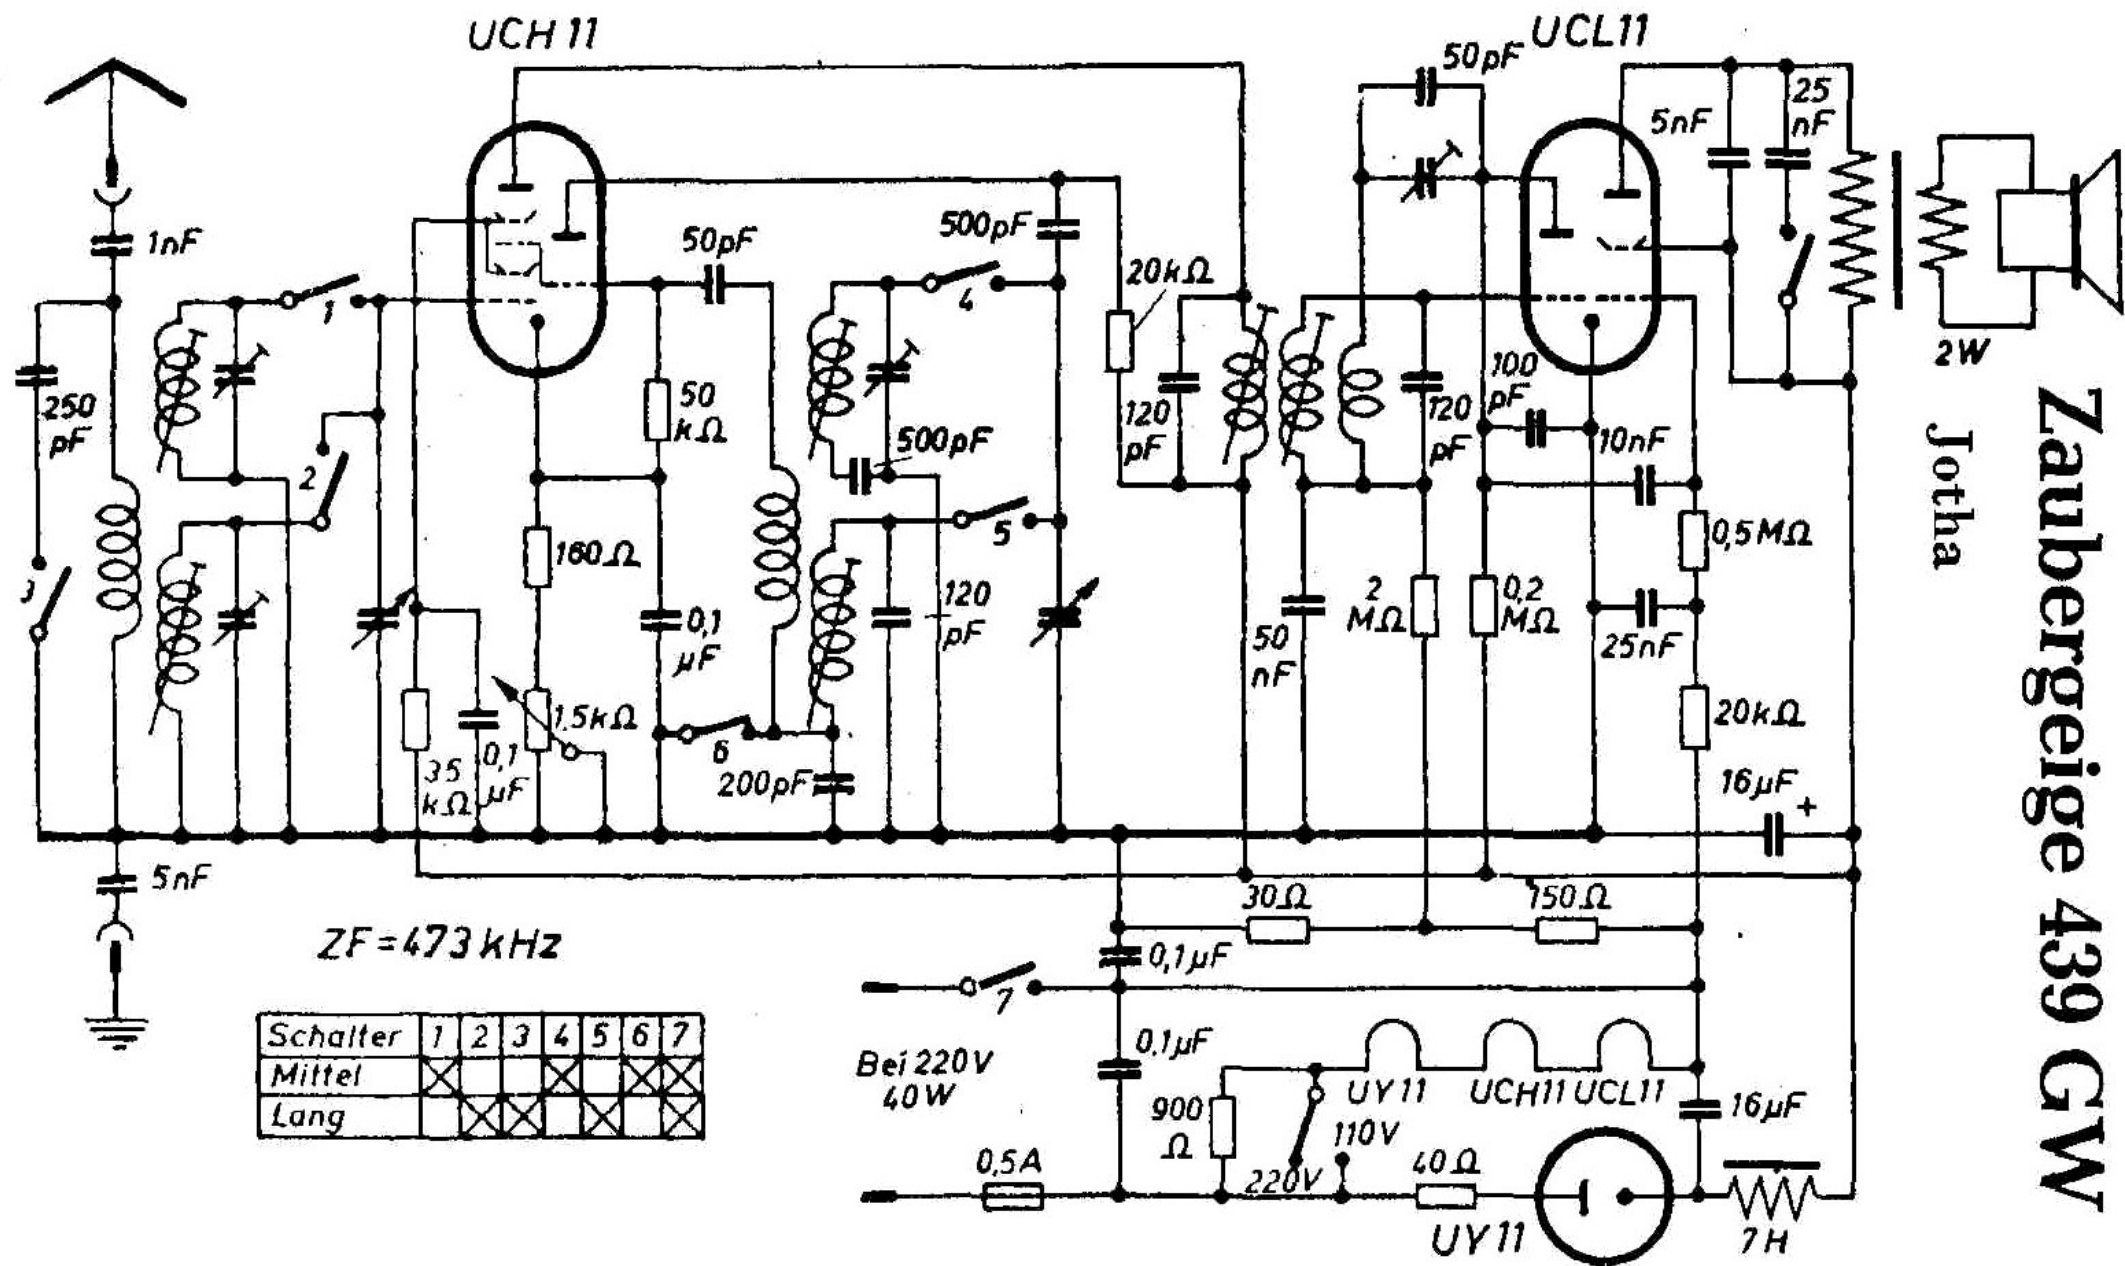 UCH 11
UCL11
50pF
5nF
25
nF
1nF
50pF
500pF
20kΩ
1
4
2W
250
pF
50
kΩ
500pF
120
pF
120
pF
100
pF
10nF
2
3
5
160Ω
0,5MΩ
120
pF
2
MΩ
0,2
MΩ
0,1
µF
50
nF
25nF
1,5kΩ
20kΩ
6
35
kΩ
0,1
µF
200pF
16µF
+
5nF
30Ω
750Ω
ZF=473kHz
0,1µF
7
Schalter 1 2 3 4 5 6 7
Mittel
Lang
Bei 220V
40W
0,1µF
UY11
UCH11
UCL11
900
Ω
110V
220V
16µF
0,5A
40Ω
UY11
7H
Jotha
Zaubergeige 439 GW